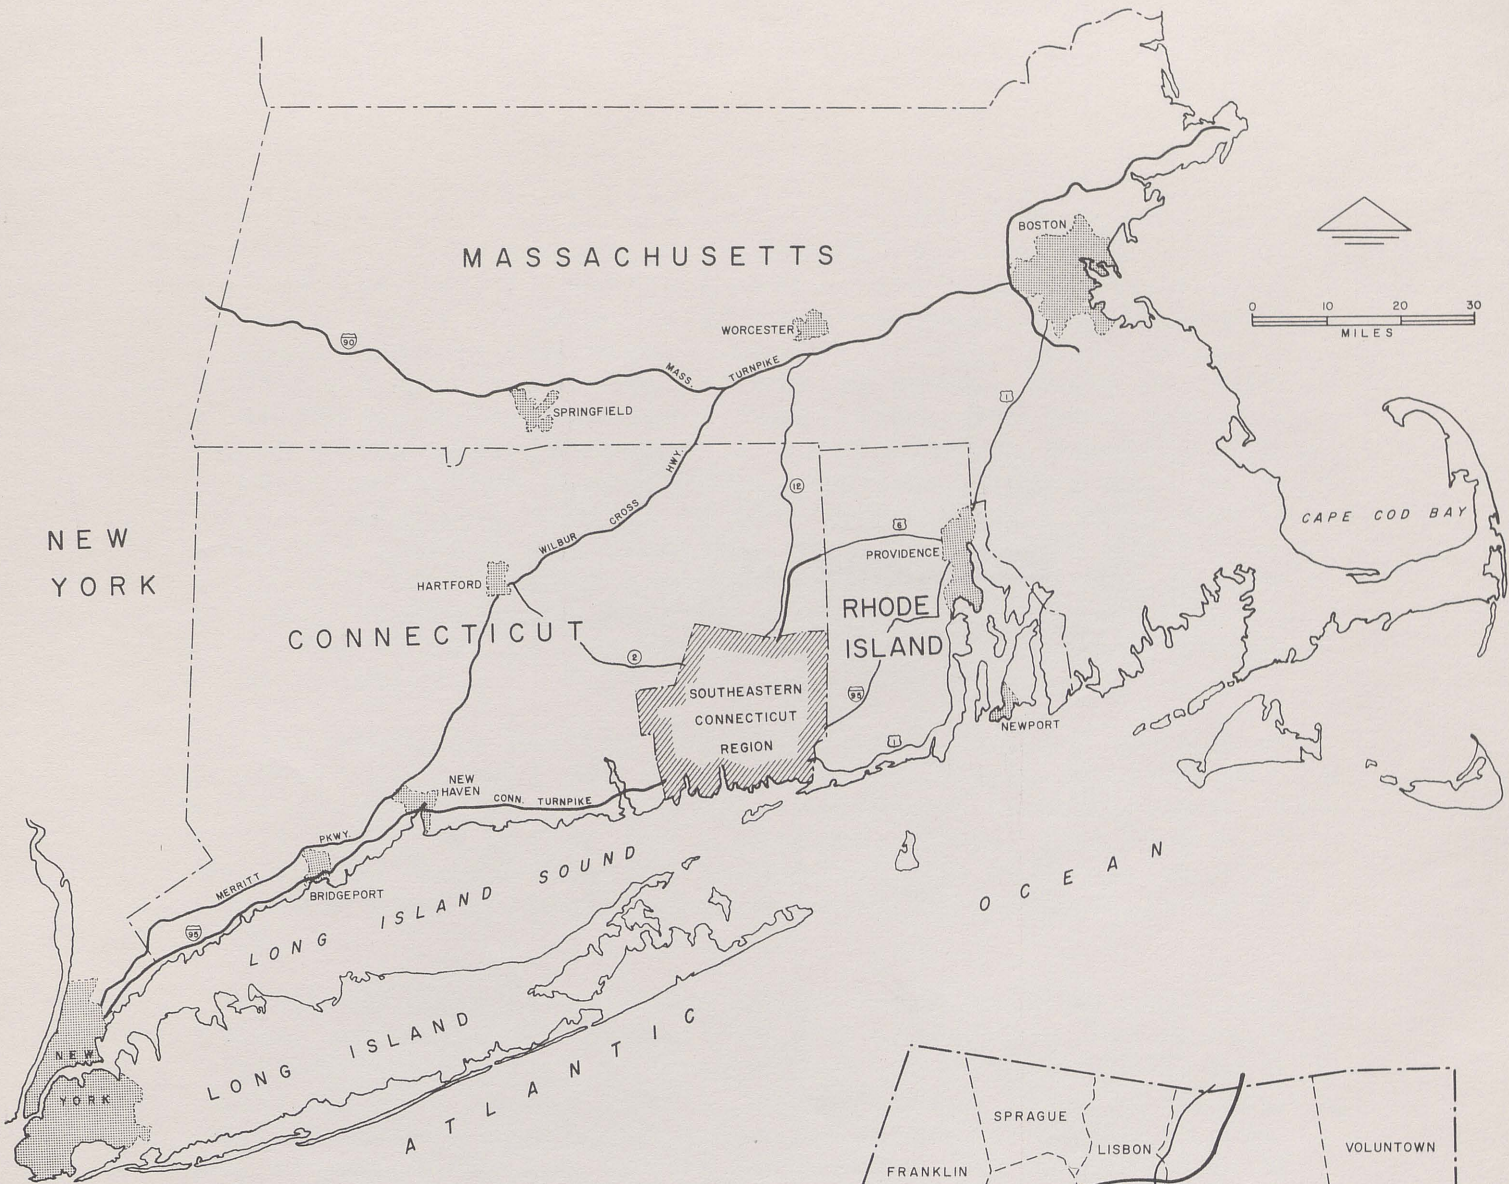 BOSTON
MASSACHUSETTS
0 10 20 30
MILES
WORCESTER
90
MASS. TURNPIKE
1
SPRINGFIELD
HWY.
12
CROSS
CAPE COD BAY
NEW
YORK
6
WILBUR
PROVIDENCE
HARTFORD
RHODE
ISLAND
CONNECTICUT
2
SOUTHEASTERN
CONNECTICUT
REGION
95
NEWPORT
1
NEW
HAVEN
CONN. TURNPIKE
PKWY.
MERRITT
BRIDGEPORT
LONG ISLAND SOUND
95
LONG ISLAND
ATLANTIC OCEAN
NEW
YORK
SPRAGUE
LISBON
VOLUNTOWN
FRANKLIN